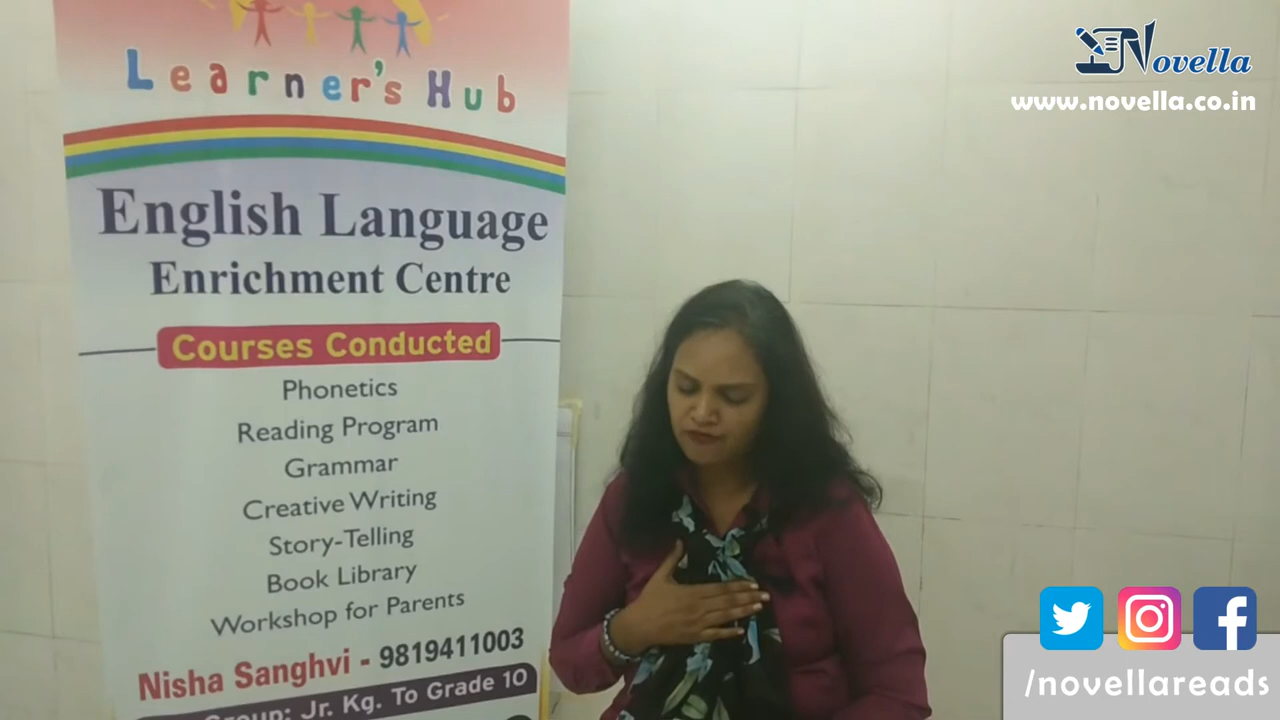 Learner's Hub
English Language
Enrichment Centre
Courses Conducted
Phonetics
Reading Program
Grammar
Creative Writing
Story-Telling
Book Library
Workshop for Parents
Nisha Sanghvi - 9819411003
Group: Jr. Kg. To Grade 10
Novella
www.novella.co.in
/novellareads